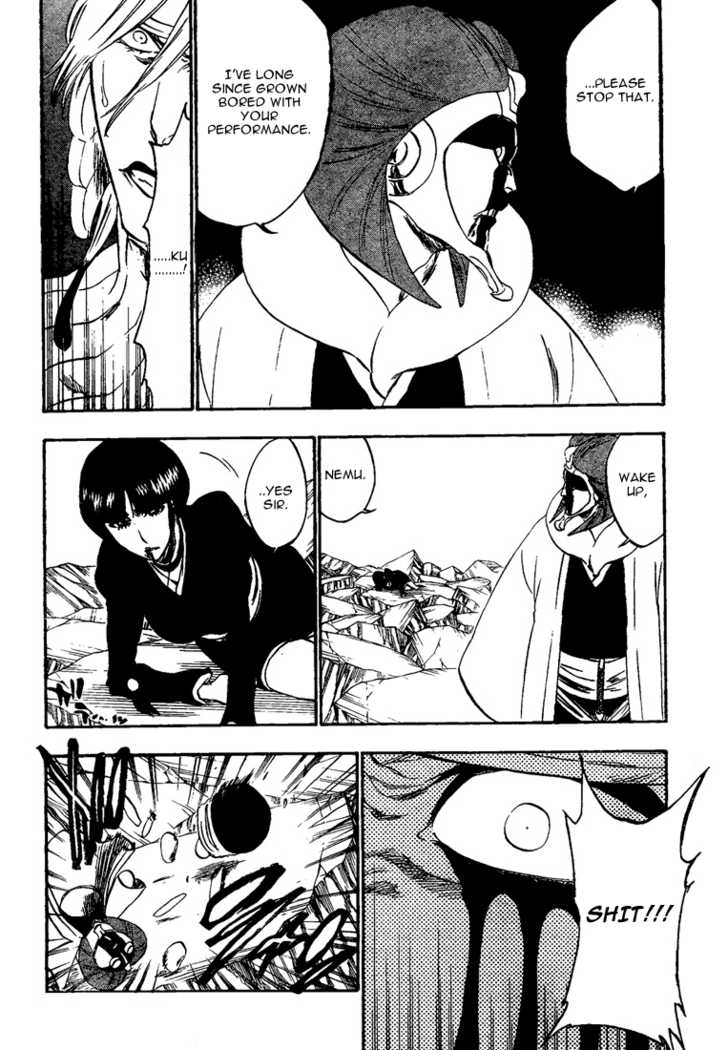 ...PLEASE
STOP THAT.
I'VE LONG
SINCE GROWN
BORED WITH
YOUR
PERFORMANCE.
.....KU
.........!
WAKE
UP,
NEMU.
..YES
SIR.
SHIT!!!